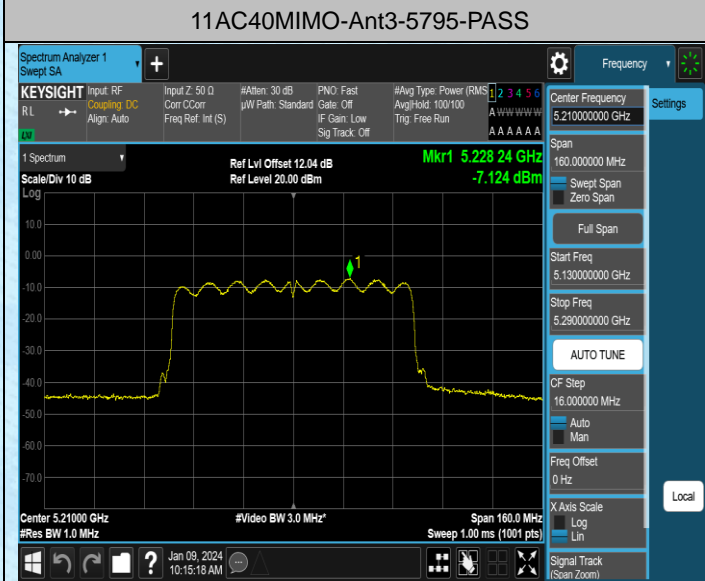 11AC40MIMO-Ant3-5795-PASS
Spectrum Analyzer 1
Swept SA
Frequency
KEYSIGHT
RL
Input: RF
Coupling: DC
Align: Auto
Input Z: 50 Ω
Corr CCorr
Freq Ref: Int (S)
#Atten: 30 dB
µW Path: Standard
PNO: Fast
Gate: Off
IF Gain: Low
Sig Track: Off
#Avg Type: Power (RMS
Avg|Hold: 100/100
Trig: Free Run
1 2 3 4 5 6
A W W W W W
A A A A A A
Settings
Center Frequency
5.210000000 GHz
Span
160.000000 MHz
Swept Span
Zero Span
Full Span
Start Freq
5.130000000 GHz
Stop Freq
5.290000000 GHz
AUTO TUNE
CF Step
16.000000 MHz
Auto
Man
Freq Offset
0 Hz
X Axis Scale
Log
Lin
Signal Track
(Span Zoom)
Local
1 Spectrum
Scale/Div 10 dB
Log
Ref Lvl Offset 12.04 dB
Ref Level 20.00 dBm
Mkr1 5.228 24 GHz
-7.124 dBm
10.0
0.00
-10.0
-20.0
-30.0
-40.0
-50.0
-60.0
-70.0
1
Center 5.21000 GHz
#Res BW 1.0 MHz
#Video BW 3.0 MHz*
Span 160.0 MHz
Sweep 1.00 ms (1001 pts)
?
Jan 09, 2024
10:15:18 AM